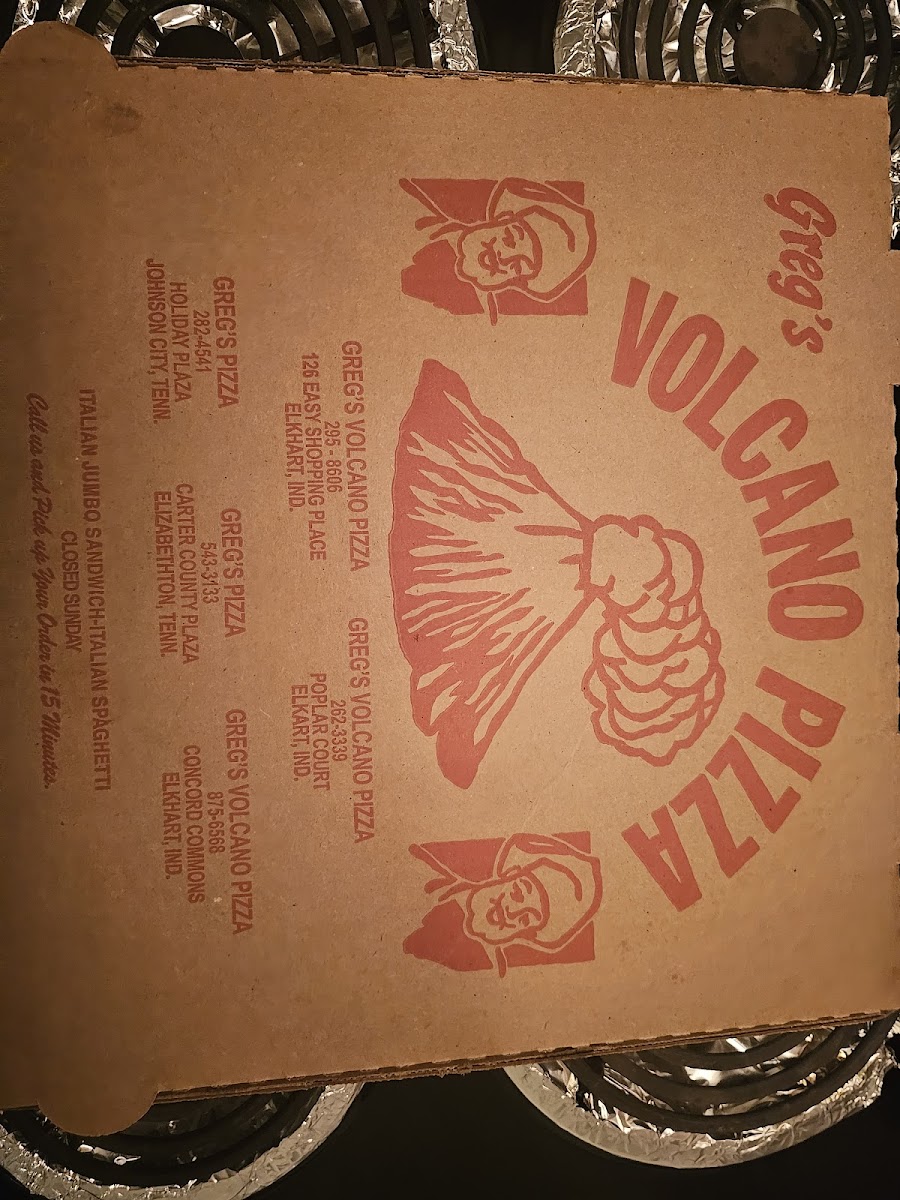 Greg's
VOLCANO PIZZA
GREG'S VOLCANO PIZZA
295 - 8606
126 EASY SHOPPING PLACE
ELKHART, IND.
GREG'S VOLCANO PIZZA
262-3339
POPLAR COURT
ELKART, IND.
GREG'S PIZZA
282-4541
HOLIDAY PLAZA
JOHNSON CITY, TENN.
GREG'S PIZZA
543-3133
CARTER COUNTY PLAZA
ELIZABETHTON, TENN.
GREG'S VOLCANO PIZZA
875-6568
CONCORD COMMONS
ELKHART, IND.
ITALIAN JUMBO SANDWICH-ITALIAN SPAGHETTI
CLOSED SUNDAY
Call us and Pick up Your Order in 15 Minutes.